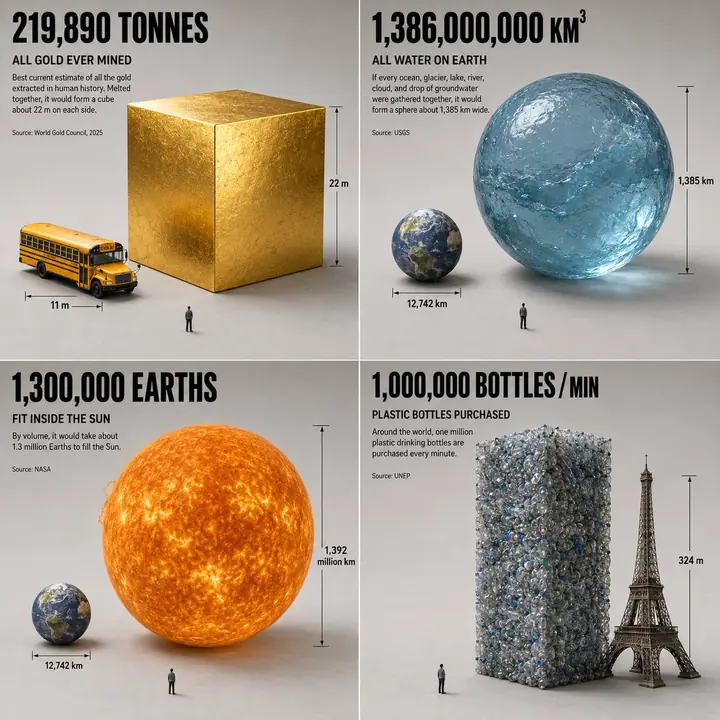 219,890 TONNES
ALL GOLD EVER MINED
Best current estimate of all the gold
extracted in human history. Melted
together, it would form a cube
about 22 m on each side.
Source: World Gold Council, 2025
22 m
11 m
1,386,000,000 KM³
ALL WATER ON EARTH
If every ocean, glacier, lake, river,
cloud, and drop of groundwater
were gathered together, it would
form a sphere about 1,385 km wide.
Source: USGS
1,385 km
12,742 km
1,300,000 EARTHS
FIT INSIDE THE SUN
By volume, it would take about
1.3 million Earths to fill the Sun.
Source: NASA
1,392
million km
12,742 km
1,000,000 BOTTLES / MIN
PLASTIC BOTTLES PURCHASED
Around the world, one million
plastic drinking bottles are
purchased every minute.
Source: UNEP
324 m